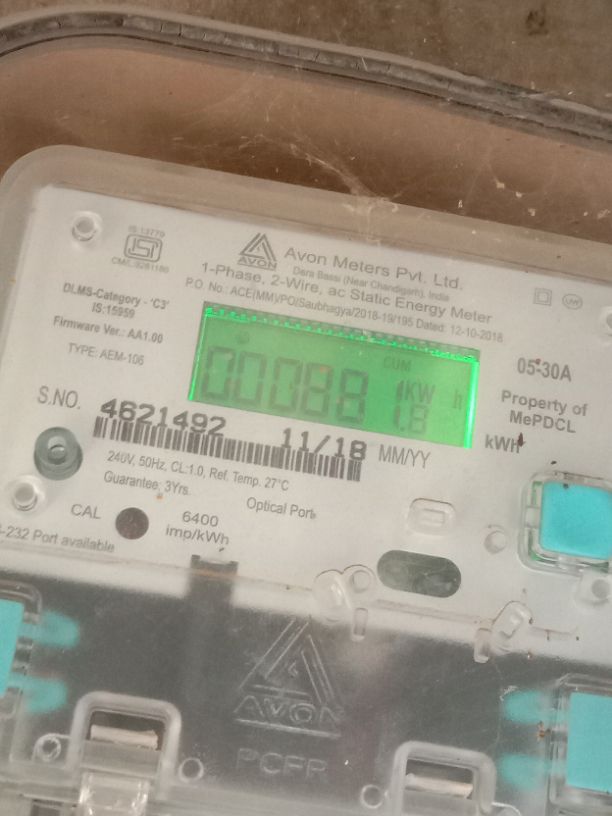 IS 13779
CM/L 9281186
AVON
Avon Meters Pvt. Ltd.
Dera Bassi (Near Chandigarh), India
1-Phase, 2-Wire, ac Static Energy Meter
P.O. No.: ACE(MM)/PO/Saubhagya/2018-19/195 Dated: 12-10-2018
DLMS-Category - 'C3'
IS:15959
Firmware Ver.: AA1.00
TYPE: AEM-106
CUM
00088
KW h
1.8
05-30A
Property of
MePDCL
kWh
S.NO.
4621492
11/18
MM/YY
240V, 50Hz, CL:1.0, Ref. Temp. 27°C
Guarantee: 3Yrs.
Optical Port
CAL
6400
imp/kWh
-232 Port available
AVON